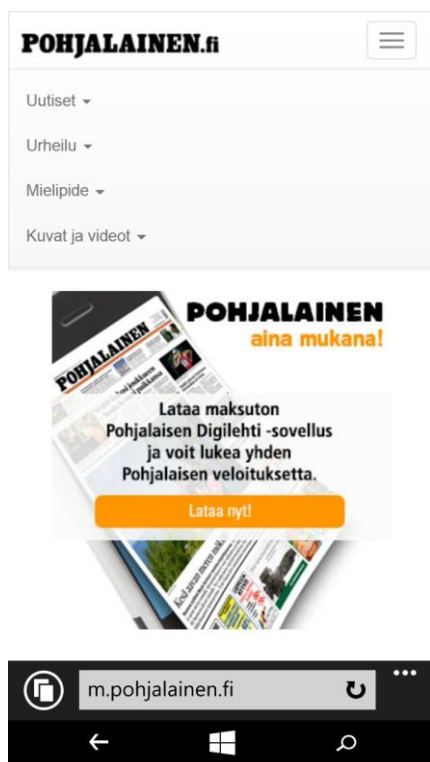 POHJALAINEN.fi
Uutiset
Urheilu
Mielipide
Kuvat ja videot
POHJALAINEN
aina mukana!
POHJALAINEN
Lataa maksuton
Pohjalaisen Digilehti -sovellus
ja voit lukea yhden
Pohjalaisen veloituksetta.
Lataa nyt!
m.pohjalainen.fi